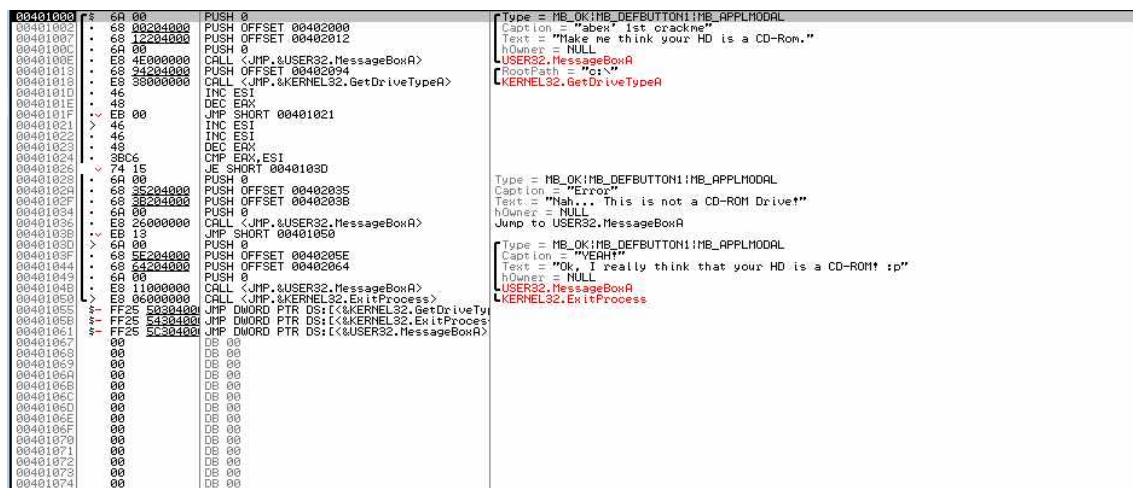 00401000 $ 6A 00 PUSH 0 Type = MB_OK|MB_DEFBUTTON1|MB_APPLMODAL
00401002 . 68 00204000 PUSH OFFSET 00402000 Caption = "abex' 1st crackme"
00401007 . 68 12204000 PUSH OFFSET 00402012 Text = "Make me think your HD is a CD-Rom."
0040100C . 6A 00 PUSH 0 hOwner = NULL
0040100E . E8 4E000000 CALL <JMP.&USER32.MessageBoxA> USER32.MessageBoxA
00401013 . 68 94204000 PUSH OFFSET 00402094 RootPath = "c:\"
00401018 . E8 38000000 CALL <JMP.&KERNEL32.GetDriveTypeA> KERNEL32.GetDriveTypeA
0040101D . 46 INC ESI
0040101E . 48 DEC EAX
0040101F . EB 00 JMP SHORT 00401021
00401021 > 46 INC ESI
00401022 . 46 INC ESI
00401023 . 48 DEC EAX
00401024 . 3BC6 CMP EAX,ESI
00401026 74 15 JE SHORT 0040103D
00401028 . 6A 00 PUSH 0 Type = MB_OK|MB_DEFBUTTON1|MB_APPLMODAL
0040102A . 68 35204000 PUSH OFFSET 00402035 Caption = "Error"
0040102F . 68 3B204000 PUSH OFFSET 0040203B Text = "Nah... This is not a CD-ROM Drive!"
00401034 . 6A 00 PUSH 0 hOwner = NULL
00401036 . E8 26000000 CALL <JMP.&USER32.MessageBoxA> Jump to USER32.MessageBoxA
0040103B . EB 13 JMP SHORT 00401050
0040103D > 6A 00 PUSH 0 Type = MB_OK|MB_DEFBUTTON1|MB_APPLMODAL
0040103F . 68 5E204000 PUSH OFFSET 0040205E Caption = "YEAH!"
00401044 . 68 64204000 PUSH OFFSET 00402064 Text = "Ok, I really think that your HD is a CD-ROM! :p"
00401049 . 6A 00 PUSH 0 hOwner = NULL
0040104B . E8 11000000 CALL <JMP.&USER32.MessageBoxA> USER32.MessageBoxA
00401050 > E8 06000000 CALL <JMP.&KERNEL32.ExitProcess> KERNEL32.ExitProcess
00401055 $- FF25 50304000 JMP DWORD PTR DS:[<&KERNEL32.GetDriveTy
0040105B $- FF25 54304000 JMP DWORD PTR DS:[<&KERNEL32.ExitProces
00401061 $- FF25 5C304000 JMP DWORD PTR DS:[<&USER32.MessageBoxA>
00401067 00 DB 00
00401068 00 DB 00
00401069 00 DB 00
0040106A 00 DB 00
0040106B 00 DB 00
0040106C 00 DB 00
0040106D 00 DB 00
0040106E 00 DB 00
0040106F 00 DB 00
00401070 00 DB 00
00401071 00 DB 00
00401072 00 DB 00
00401073 00 DB 00
00401074 00 DB 00